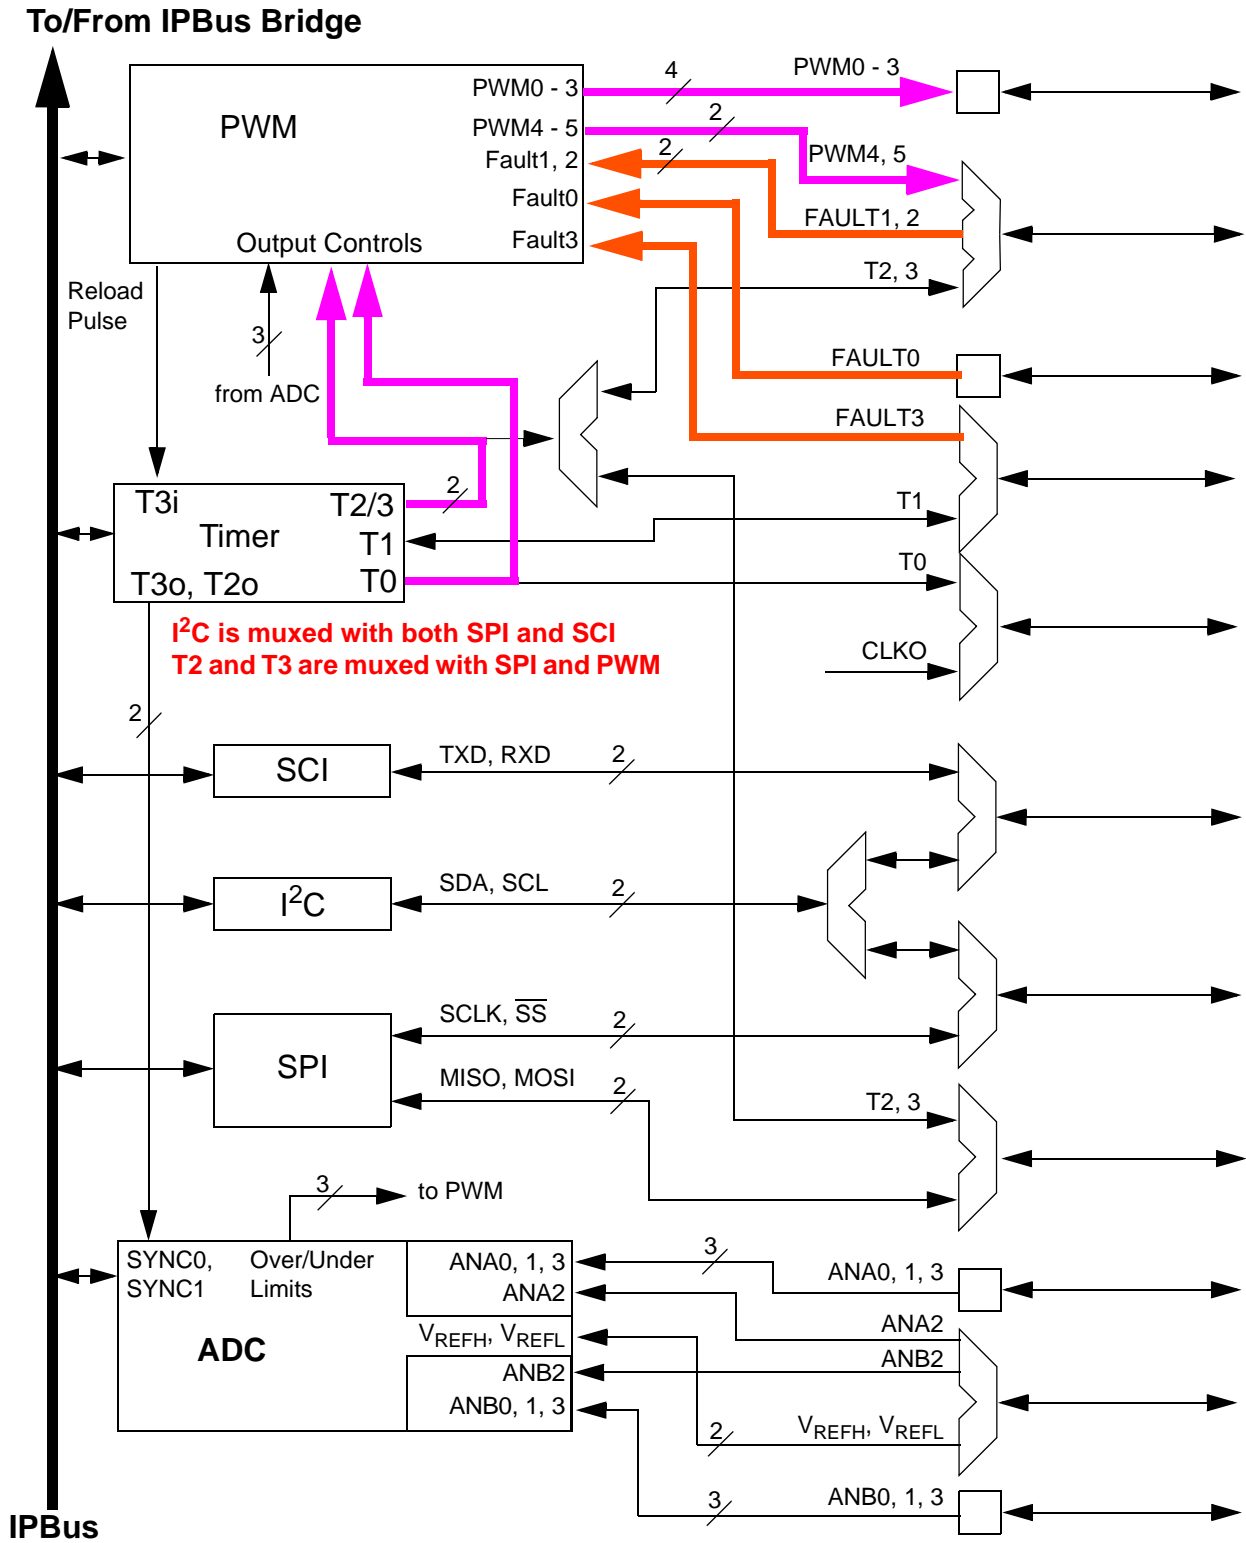 To/From IPBus Bridge
PWM
PWM0 - 3
PWM4 - 5
Fault1, 2
Fault0
Fault3
Output Controls
4
PWM0 - 3
2
PWM4, 5
2
FAULT1, 2
T2, 3
Reload
Pulse
3
from ADC
FAULT0
FAULT3
T3i
T2/3
2
Timer
T1
T3o, T2o
T0
T1
T0
CLKO
I²C is muxed with both SPI and SCI
T2 and T3 are muxed with SPI and PWM
2
SCI
TXD, RXD
2
I²C
SDA, SCL
2
SPI
SCLK, S̅S̅
2
MISO, MOSI
2
T2, 3
3
to PWM
SYNC0,
SYNC1
Over/Under
Limits
ADC
ANA0, 1, 3
ANA2
VREFH, VREFL
ANB2
ANB0, 1, 3
3
ANA0, 1, 3
ANA2
ANB2
2
VREFH, VREFL
3
ANB0, 1, 3
IPBus